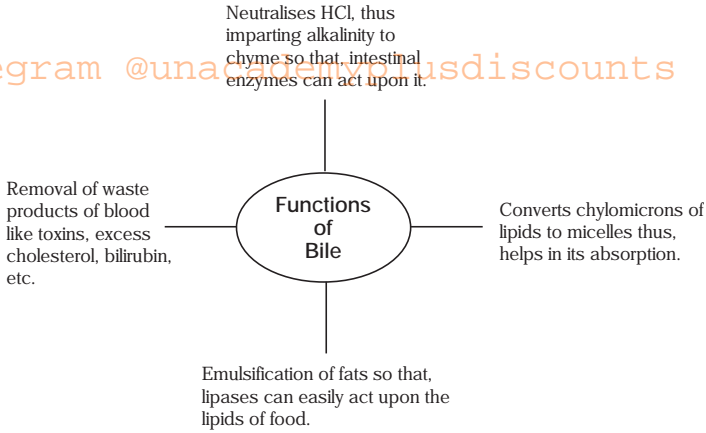 Neutralises HCl, thus
imparting alkalinity to
chyme so that, intestinal
enzymes can act upon it.
egram @unacademyplusdiscounts
Removal of waste
products of blood
like toxins, excess
cholesterol, bilirubin,
etc.
Functions
of
Bile
Converts chylomicrons of
lipids to micelles thus,
helps in its absorption.
Emulsification of fats so that,
lipases can easily act upon the
lipids of food.